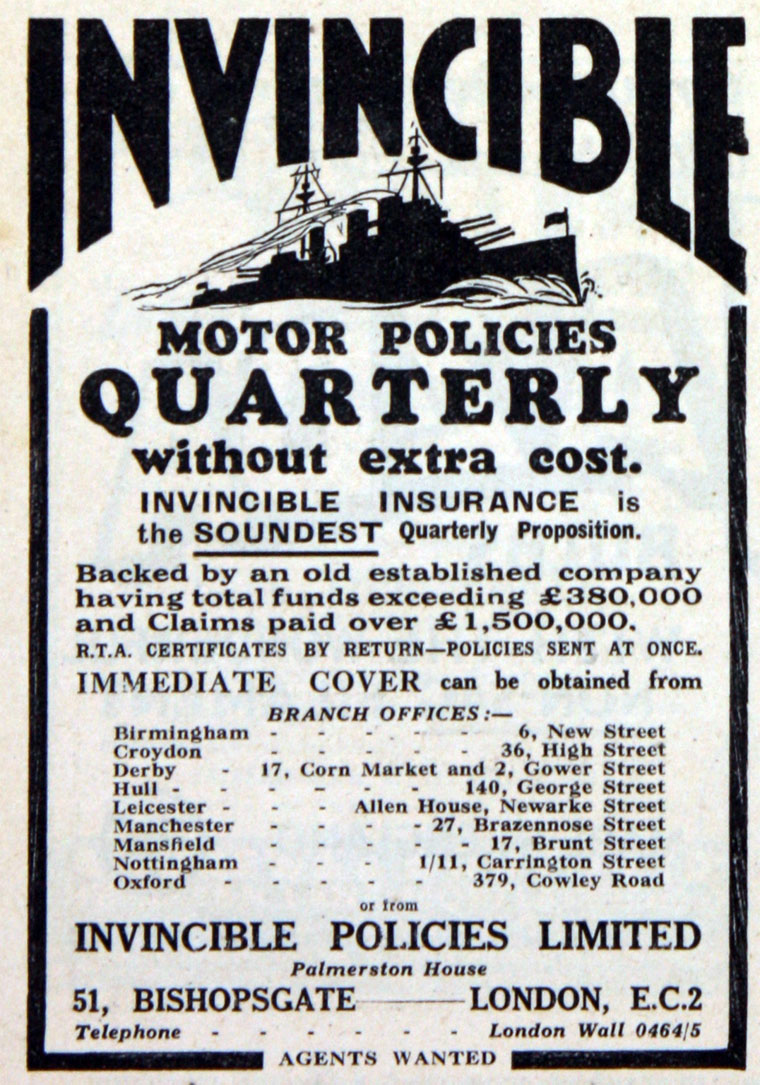 INVINCIBLE
MOTOR POLICIES
QUARTERLY
without extra cost.
INVINCIBLE INSURANCE is
the SOUNDEST Quarterly Proposition.
Backed by an old established company
having total funds exceeding £380,000
and Claims paid over £1,500,000.
R.T.A. CERTIFICATES BY RETURN—POLICIES SENT AT ONCE.
IMMEDIATE COVER can be obtained from
BRANCH OFFICES:—
Birmingham - - - - - 6, New Street
Croydon - - - - - 36, High Street
Derby - 17, Corn Market and 2, Gower Street
Hull - - - - - - 140, George Street
Leicester - - - Allen House, Newarke Street
Manchester - - - - 27, Brazennose Street
Mansfield - - - - - 17, Brunt Street
Nottingham - - - 1/11, Carrington Street
Oxford - - - - - 379, Cowley Road
or from
INVINCIBLE POLICIES LIMITED
Palmerston House
51, BISHOPSGATE——LONDON, E.C.2
Telephone - - - - - - London Wall 0464/5
AGENTS WANTED